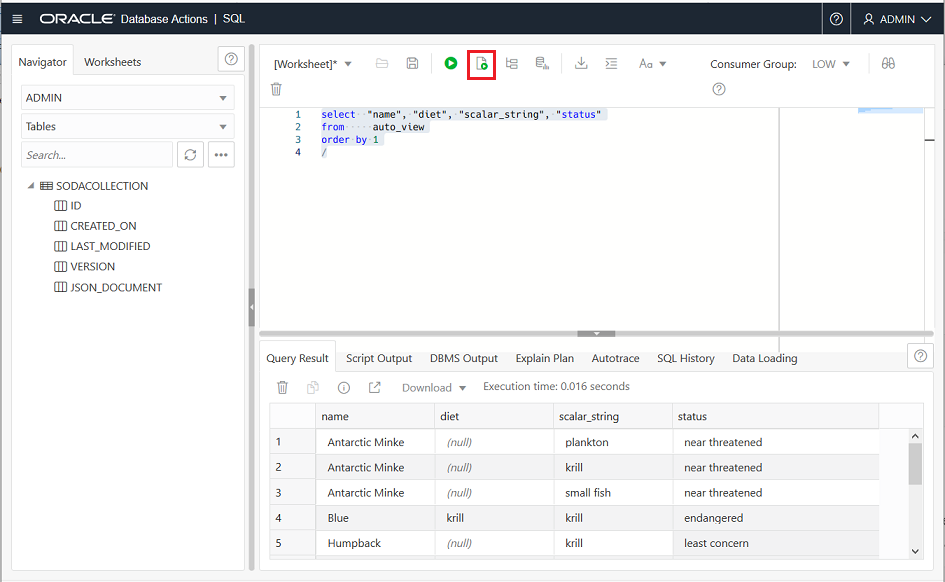 ORACLE Database Actions | SQL
ADMIN
Navigator
Worksheets
ADMIN
Tables
Search...
SODACOLLECTION
ID
CREATED_ON
LAST_MODIFIED
VERSION
JSON_DOCUMENT
[Worksheet]*
Aa
Consumer Group: LOW
1 select "name", "diet", "scalar_string", "status"
2 from auto_view
3 order by 1
4 /
Query Result
Script Output
DBMS Output
Explain Plan
Autotrace
SQL History
Data Loading
Download
Execution time: 0.016 seconds
name diet scalar_string status
1 Antarctic Minke (null) plankton near threatened
2 Antarctic Minke (null) krill near threatened
3 Antarctic Minke (null) small fish near threatened
4 Blue krill krill endangered
5 Humpback (null) krill least concern